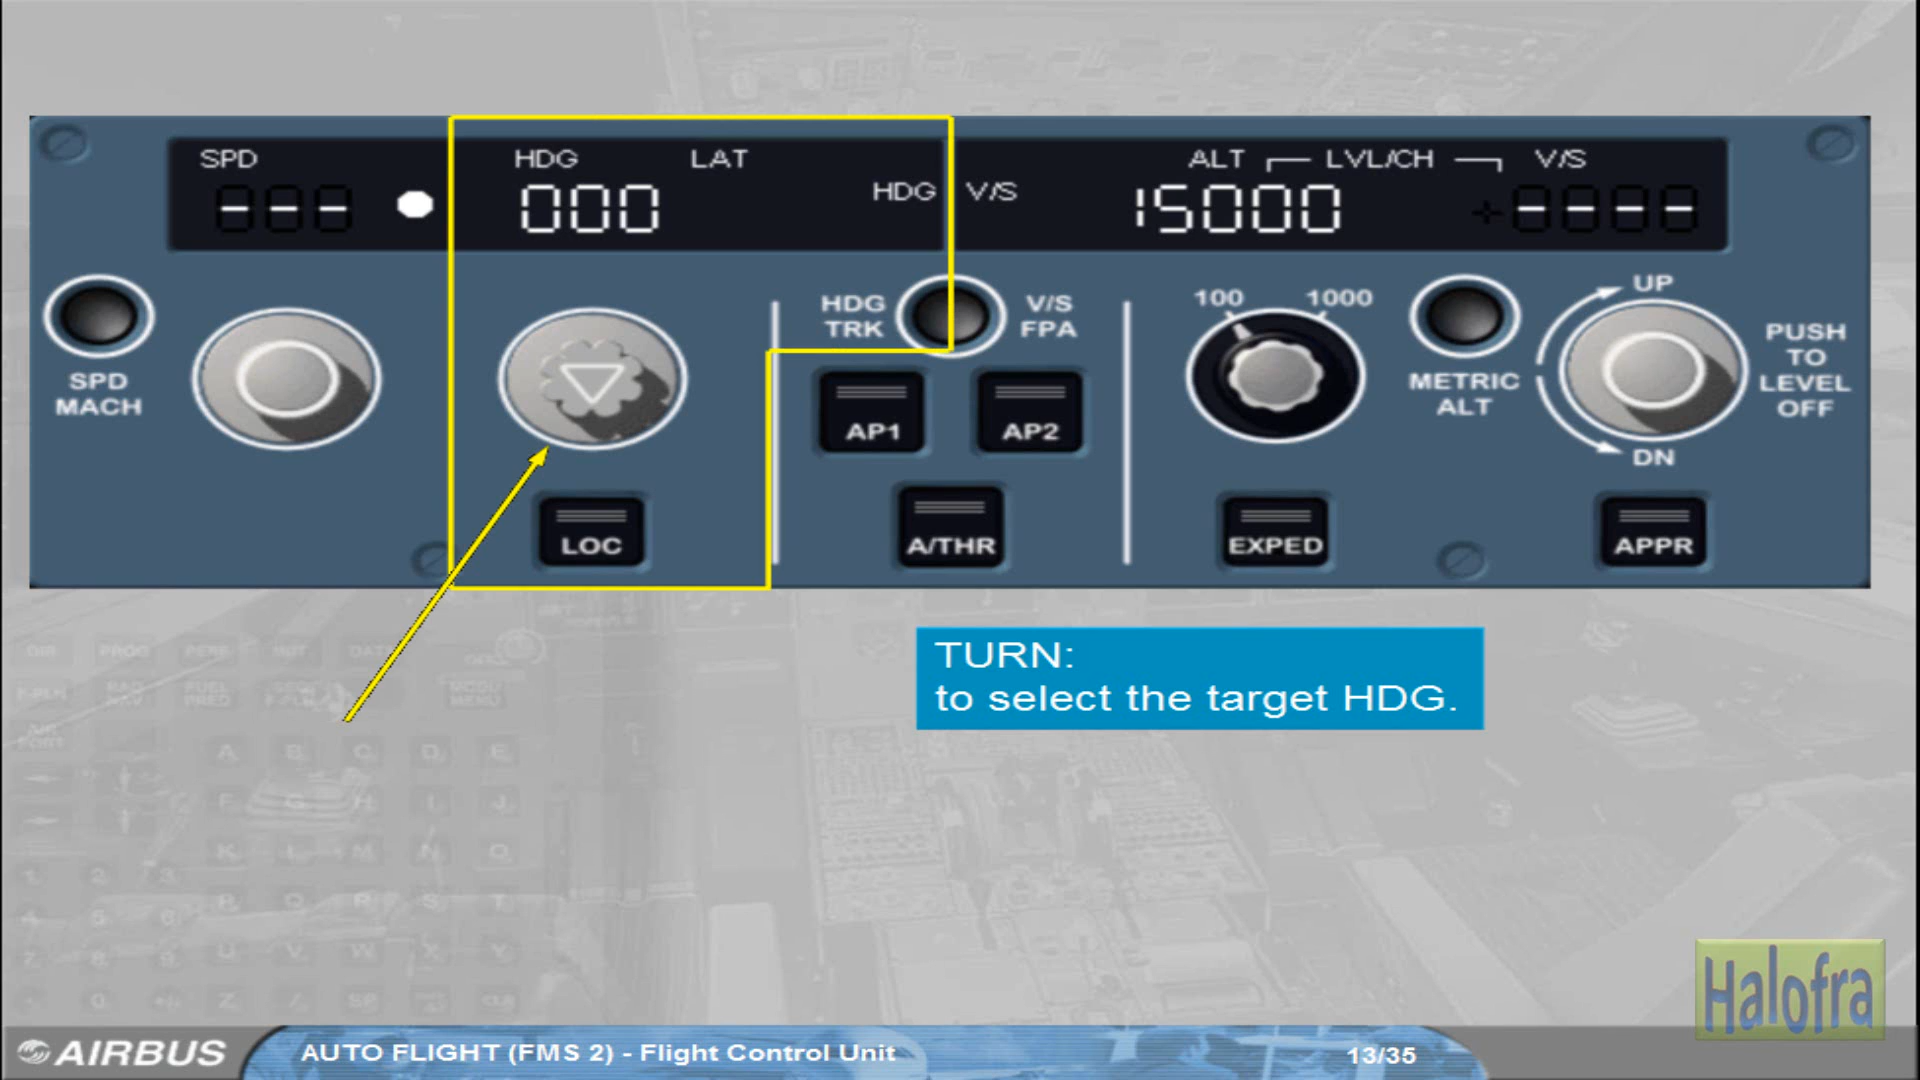 SPD
HDG
LAT
ALT
LVL/CH
V/S
---
000
HDG V/S
15000
----
SPD
MACH
HDG
TRK
V/S
FPA
100
1000
METRIC
ALT
UP
DN
PUSH
TO
LEVEL
OFF
AP1
AP2
LOC
A/THR
EXPED
APPR
TURN:
to select the target HDG.
Halofra
AIRBUS
AUTO FLIGHT (FMS 2) - Flight Control Unit
13/35